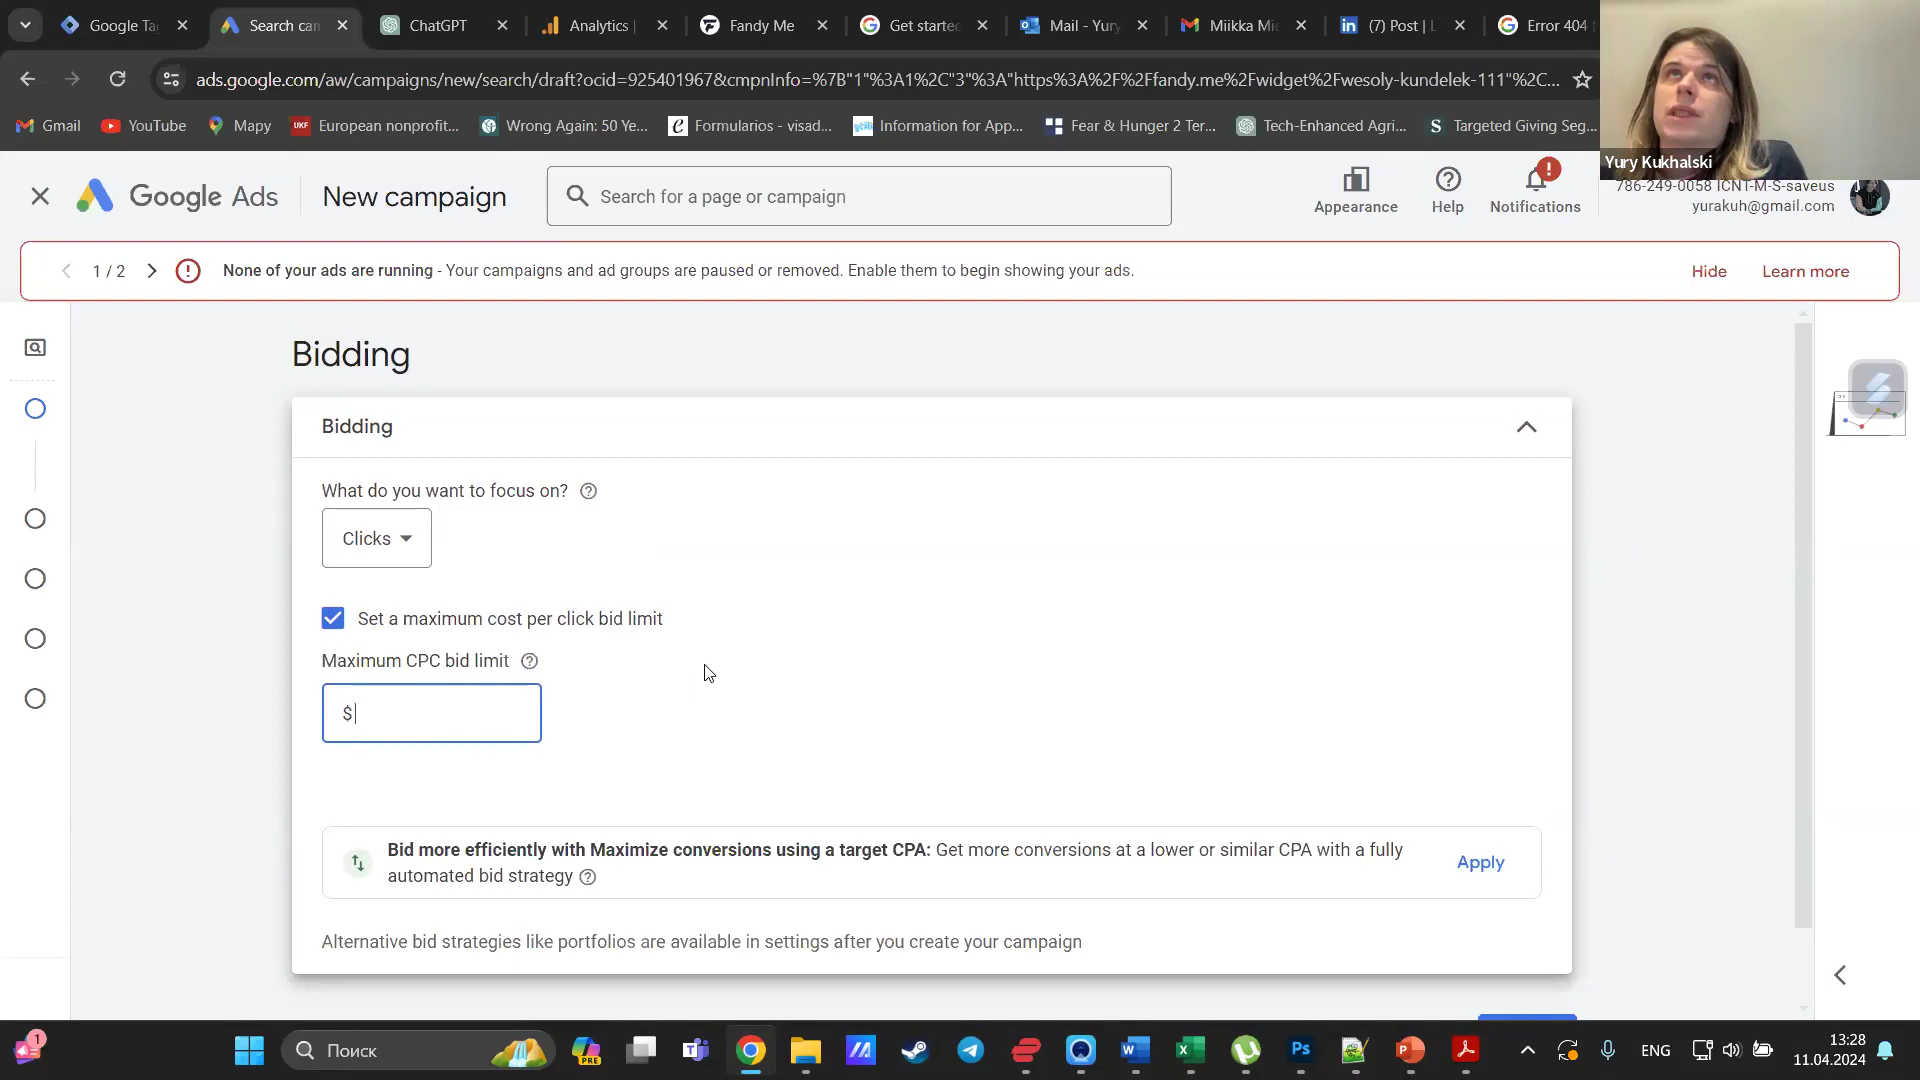 Google Ta
Search can
ChatGPT
Analytics |
Fandy Me
Get starte
Mail - Yury
Miikka Mi
(7) Post | L
Error 404
ads.google.com/aw/campaigns/new/search/draft?ocid=925401967&cmpnInfo=%7B"1"%3A1%2C"3"%3A"https%3A%2F%2Ffandy.me%2Fwidget%2Fwesoly-kundelek-111"%2C...
Gmail
YouTube
Mapy
UKF European nonprofit...
Wrong Again: 50 Ye...
Formularios - visad...
Information for App...
Fear & Hunger 2 Ter...
Tech-Enhanced Agri...
Targeted Giving Seg...
Yury Kukhalski
Google Ads
New campaign
Search for a page or campaign
Appearance
Help
Notifications
786-249-0058 ICNT-M-S-saveus
yurakuh@gmail.com
1 / 2
None of your ads are running - Your campaigns and ad groups are paused or removed. Enable them to begin showing your ads.
Hide
Learn more
Bidding
Bidding
What do you want to focus on?
Clicks
Set a maximum cost per click bid limit
Maximum CPC bid limit
$
Bid more efficiently with Maximize conversions using a target CPA: Get more conversions at a lower or similar CPA with a fully
automated bid strategy
Apply
Alternative bid strategies like portfolios are available in settings after you create your campaign
1
Поиск
PRE
ENG
13:28
11.04.2024